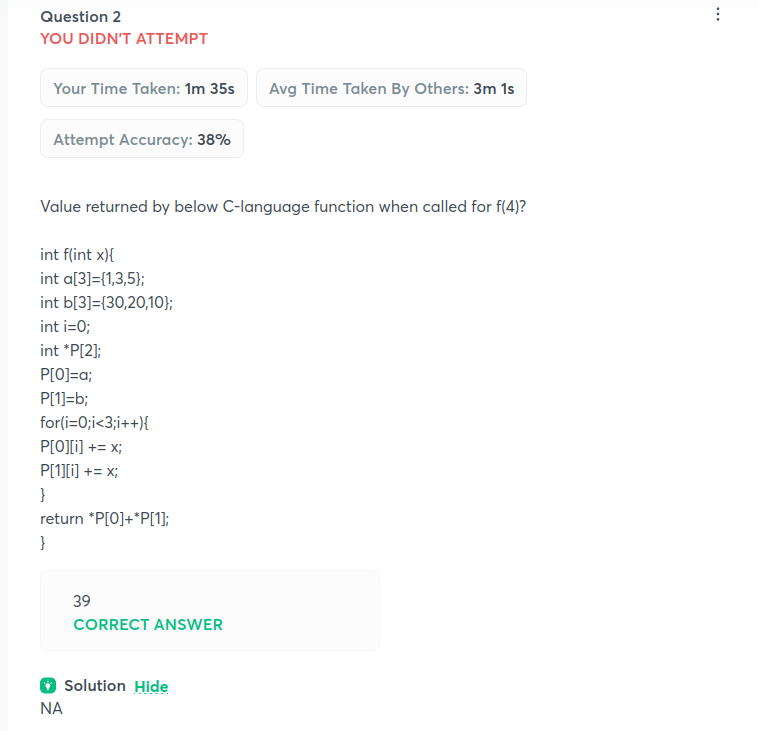 Question 2
YOU DIDN'T ATTEMPT
Your Time Taken: 1m 35s
Avg Time Taken By Others: 3m 1s
Attempt Accuracy: 38%
Value returned by below C-language function when called for f(4)?
int f(int x){
int a[3]={1,3,5};
int b[3]={30,20,10};
int i=0;
int *P[2];
P[0]=a;
P[1]=b;
for(i=0;i<3;i++){
P[0][i] += x;
P[1][i] += x;
}
return *P[0]+*P[1];
}
39
CORRECT ANSWER
Solution Hide
NA